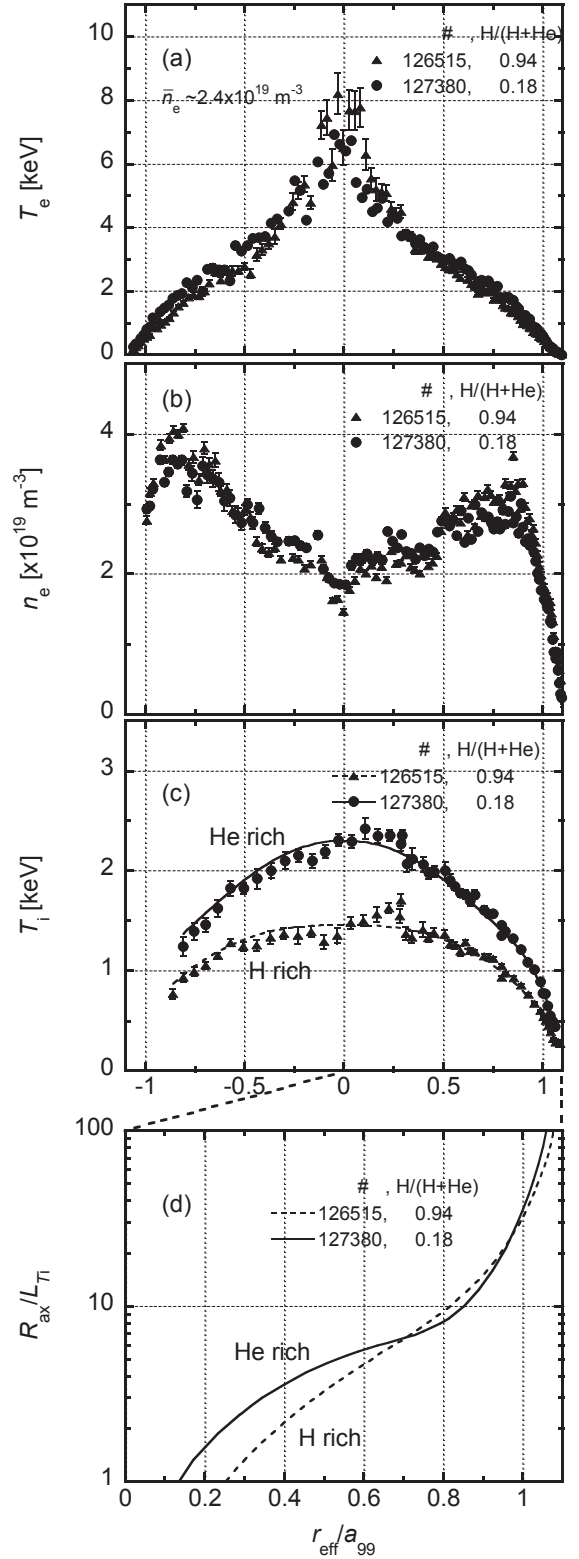 10
8
6
4
2
0
T_e [keV]
(a)
# , H/(H+He)
126515, 0.94
127380, 0.18
n̄_e ~2.4x10^19 m^-3
4
2
0
n_e [x10^19 m^-3]
(b)
# , H/(H+He)
126515, 0.94
127380, 0.18
3
2
1
0
T_i [keV]
(c)
# , H/(H+He)
126515, 0.94
127380, 0.18
He rich
H rich
-1 -0.5 0 0.5 1
100
10
1
R_ax/L_Ti
(d)
# , H/(H+He)
126515, 0.94
127380, 0.18
He rich
H rich
0 0.2 0.4 0.6 0.8 1
r_eff/a_99